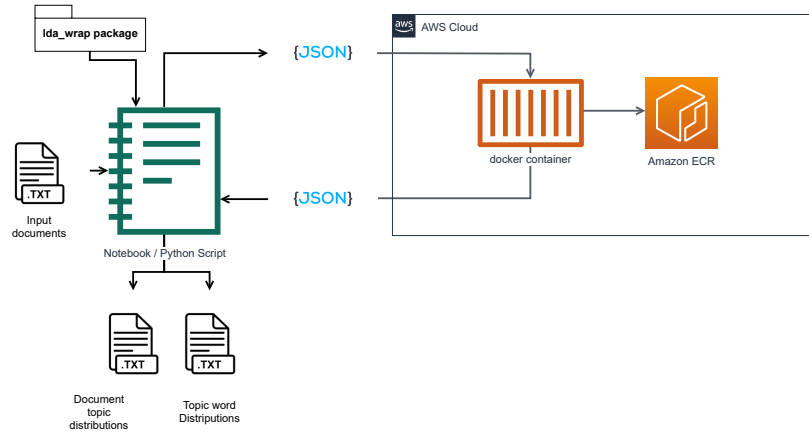 lda_wrap package
{JSON}
aws
AWS Cloud
docker container
Amazon ECR
.TXT
Input
documents
{JSON}
Notebook / Python Script
.TXT
.TXT
Document
topic
distributions
Topic word
Distriputions